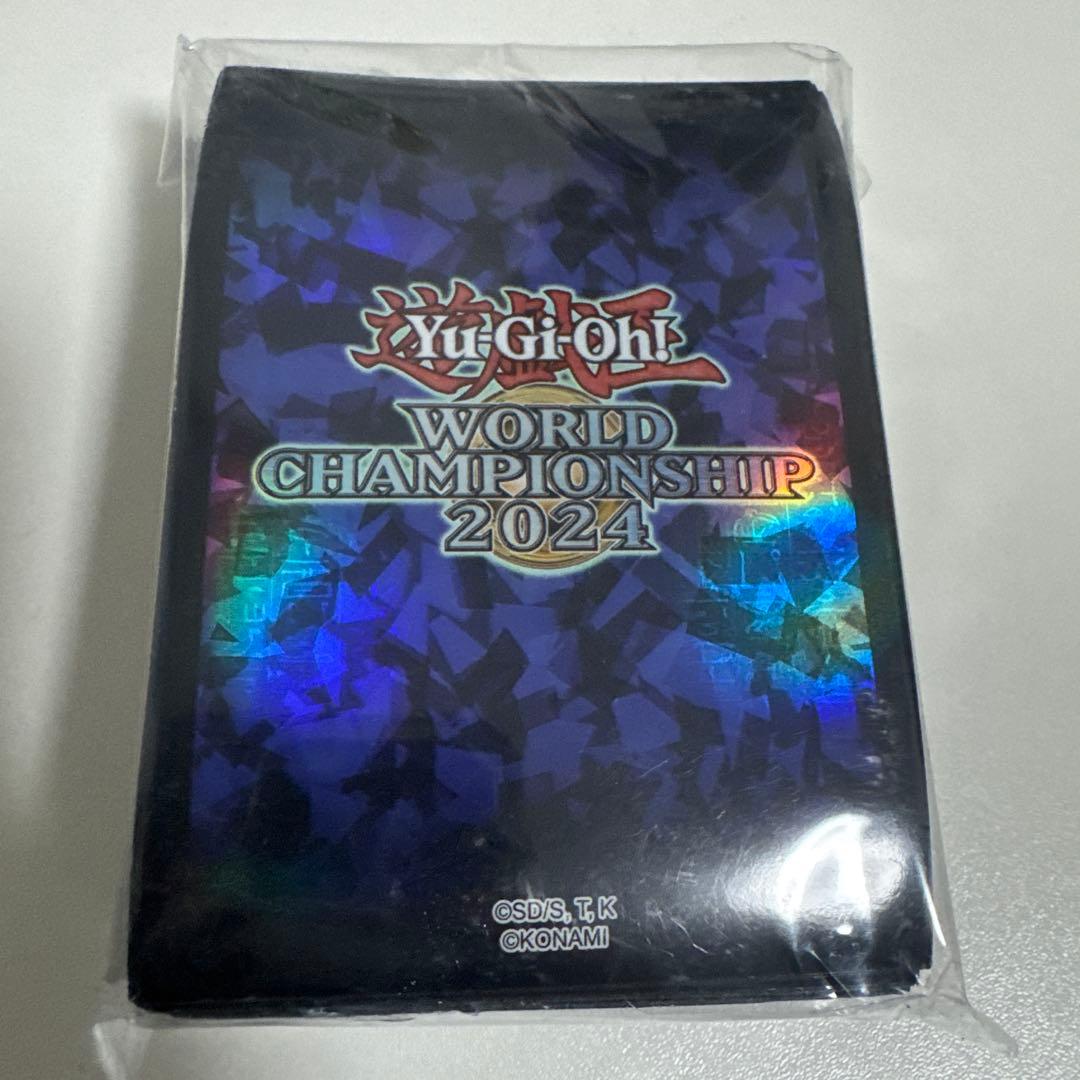 遊戯王
Yu-Gi-Oh!
WORLD
CHAMPIONSHIP
2024
©SD/S, T, K
©KONAMI